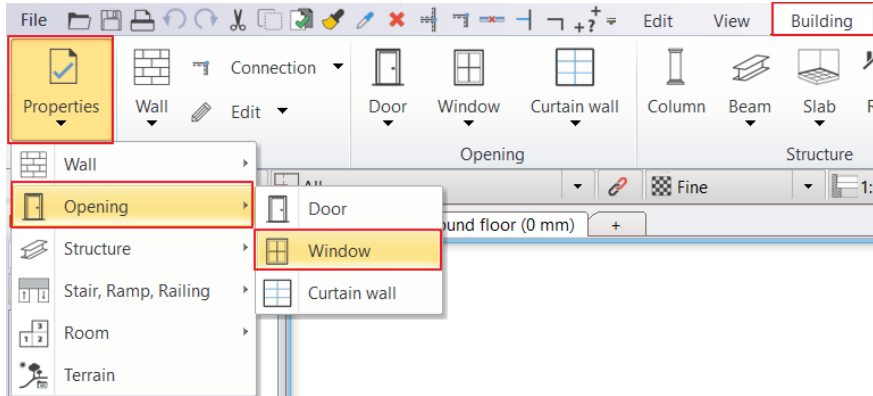 File Edit View Building
Connection
Properties Wall Edit Door Window Curtain wall Column Beam Slab
Opening Structure
Wall
Fine 1:
Opening Door
ound floor (0 mm) +
Structure Window
Stair, Ramp, Railing Curtain wall
Room
Terrain